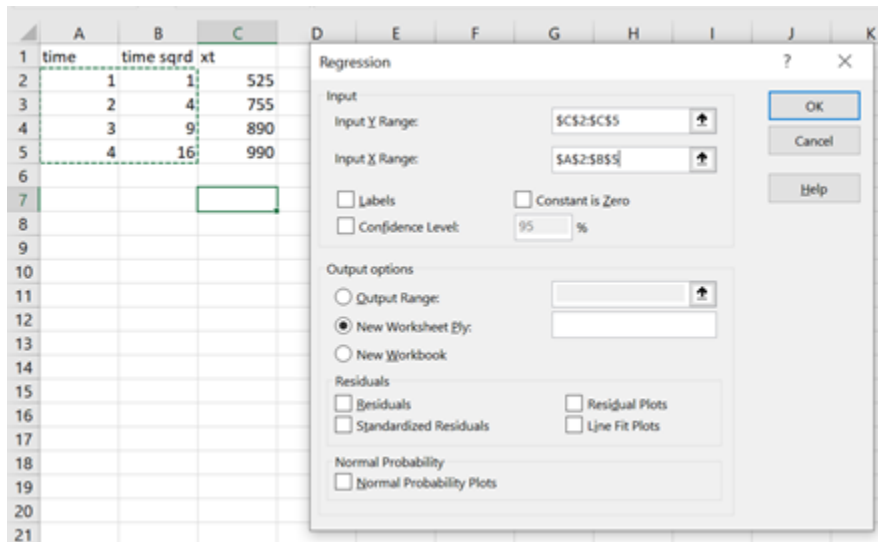 A B C D E F G H I J K
1 time time sqrd xt
2 1 1 525
3 2 4 755
4 3 9 890
5 4 16 990
6
7
8
9
10
11
12
13
14
15
16
17
18
19
20
21
Regression ? ×
Input
Input Y Range: $C$2:$C$5
Input X Range: $A$2:$B$5
Labels Constant is Zero
Confidence Level: 95 %
Output options
Output Range:
New Worksheet Ply:
New Workbook
Residuals
Residuals Residual Plots
Standardized Residuals Line Fit Plots
Normal Probability
Normal Probability Plots
OK
Cancel
Help